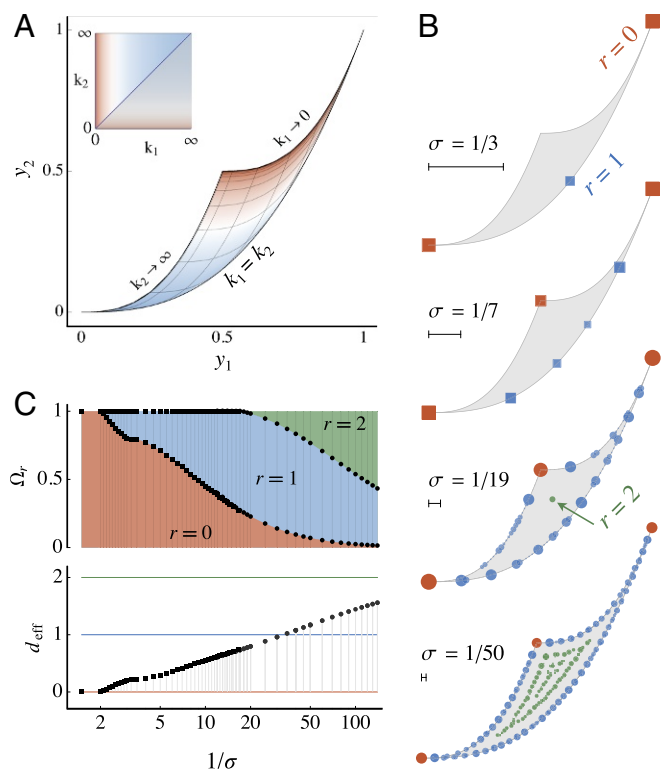 A
1
y₂
0.5
0
0
0.5
1
y₁
∞
k₂
0
0
k₁
∞
k₁ → 0
k₂ → ∞
k₁ = k₂
B
r = 0
σ = 1/3
r = 1
σ = 1/7
σ = 1/19
r = 2
σ = 1/50
C
1
Ωᵣ
0.5
0
r = 2
r = 1
r = 0
2
d_eff
1
0
2
5
10
20
50
100
1/σ